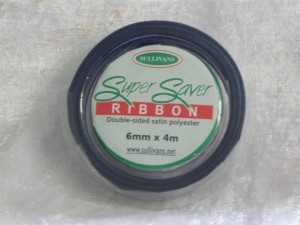 SULLIVANS
Super Saver
RIBBON
Double-sided satin polyester
6mm x 4m
www.sullivans.net